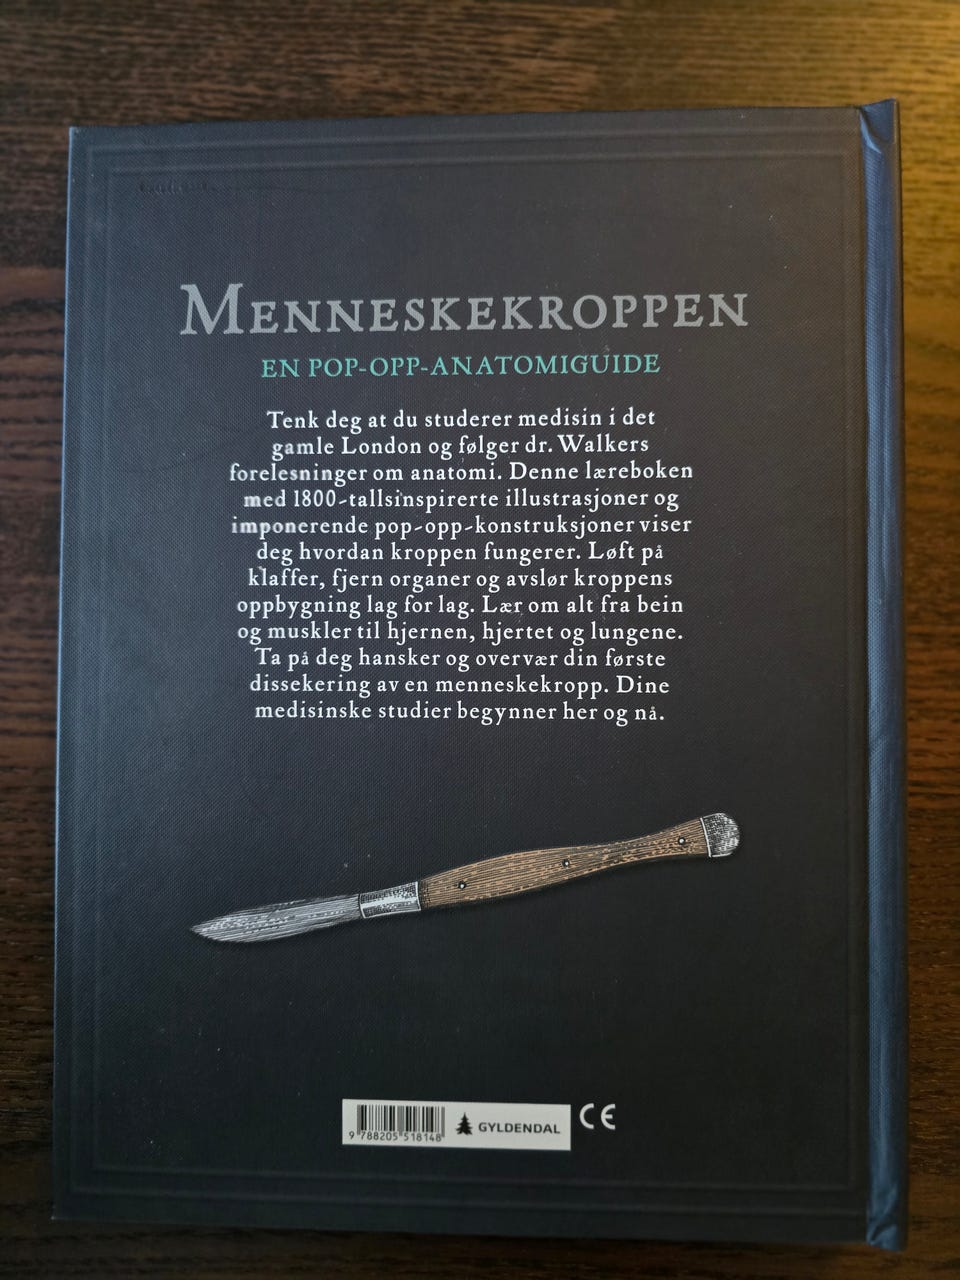 MENNESKEKROPPEN
EN POP-OPP-ANATOMIGUIDE
Tenk deg at du studerer medisin i det
gamle London og følger dr. Walkers
forelesninger om anatomi. Denne læreboken
med 1800-tallsinspirerte illustrasjoner og
imponerende pop-opp-konstruksjoner viser
deg hvordan kroppen fungerer. Løft på
klaffer, fjern organer og avslør kroppens
oppbygning lag for lag. Lær om alt fra bein
og muskler til hjernen, hjertet og lungene.
Ta på deg hansker og overvær din første
dissekering av en menneskekropp. Dine
medisinske studier begynner her og nå.
9 788205 518148
GYLDENDAL
CE